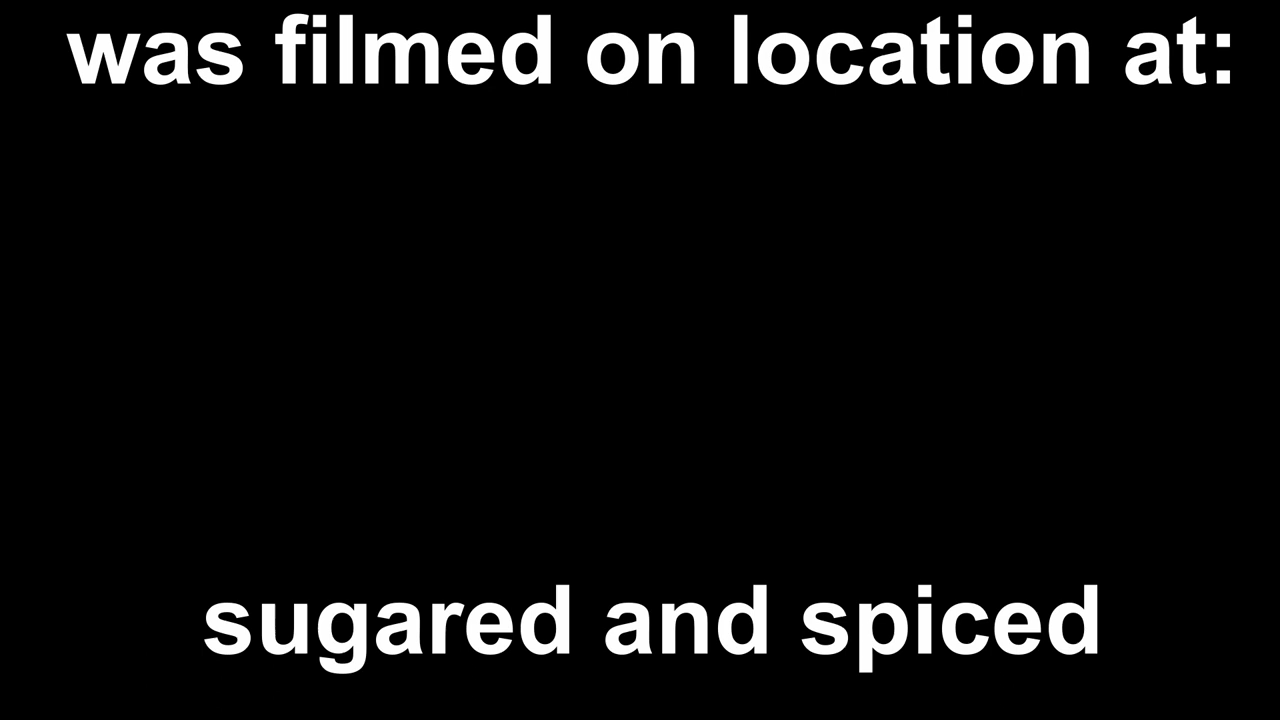 was filmed on location at:
sugared and spiced